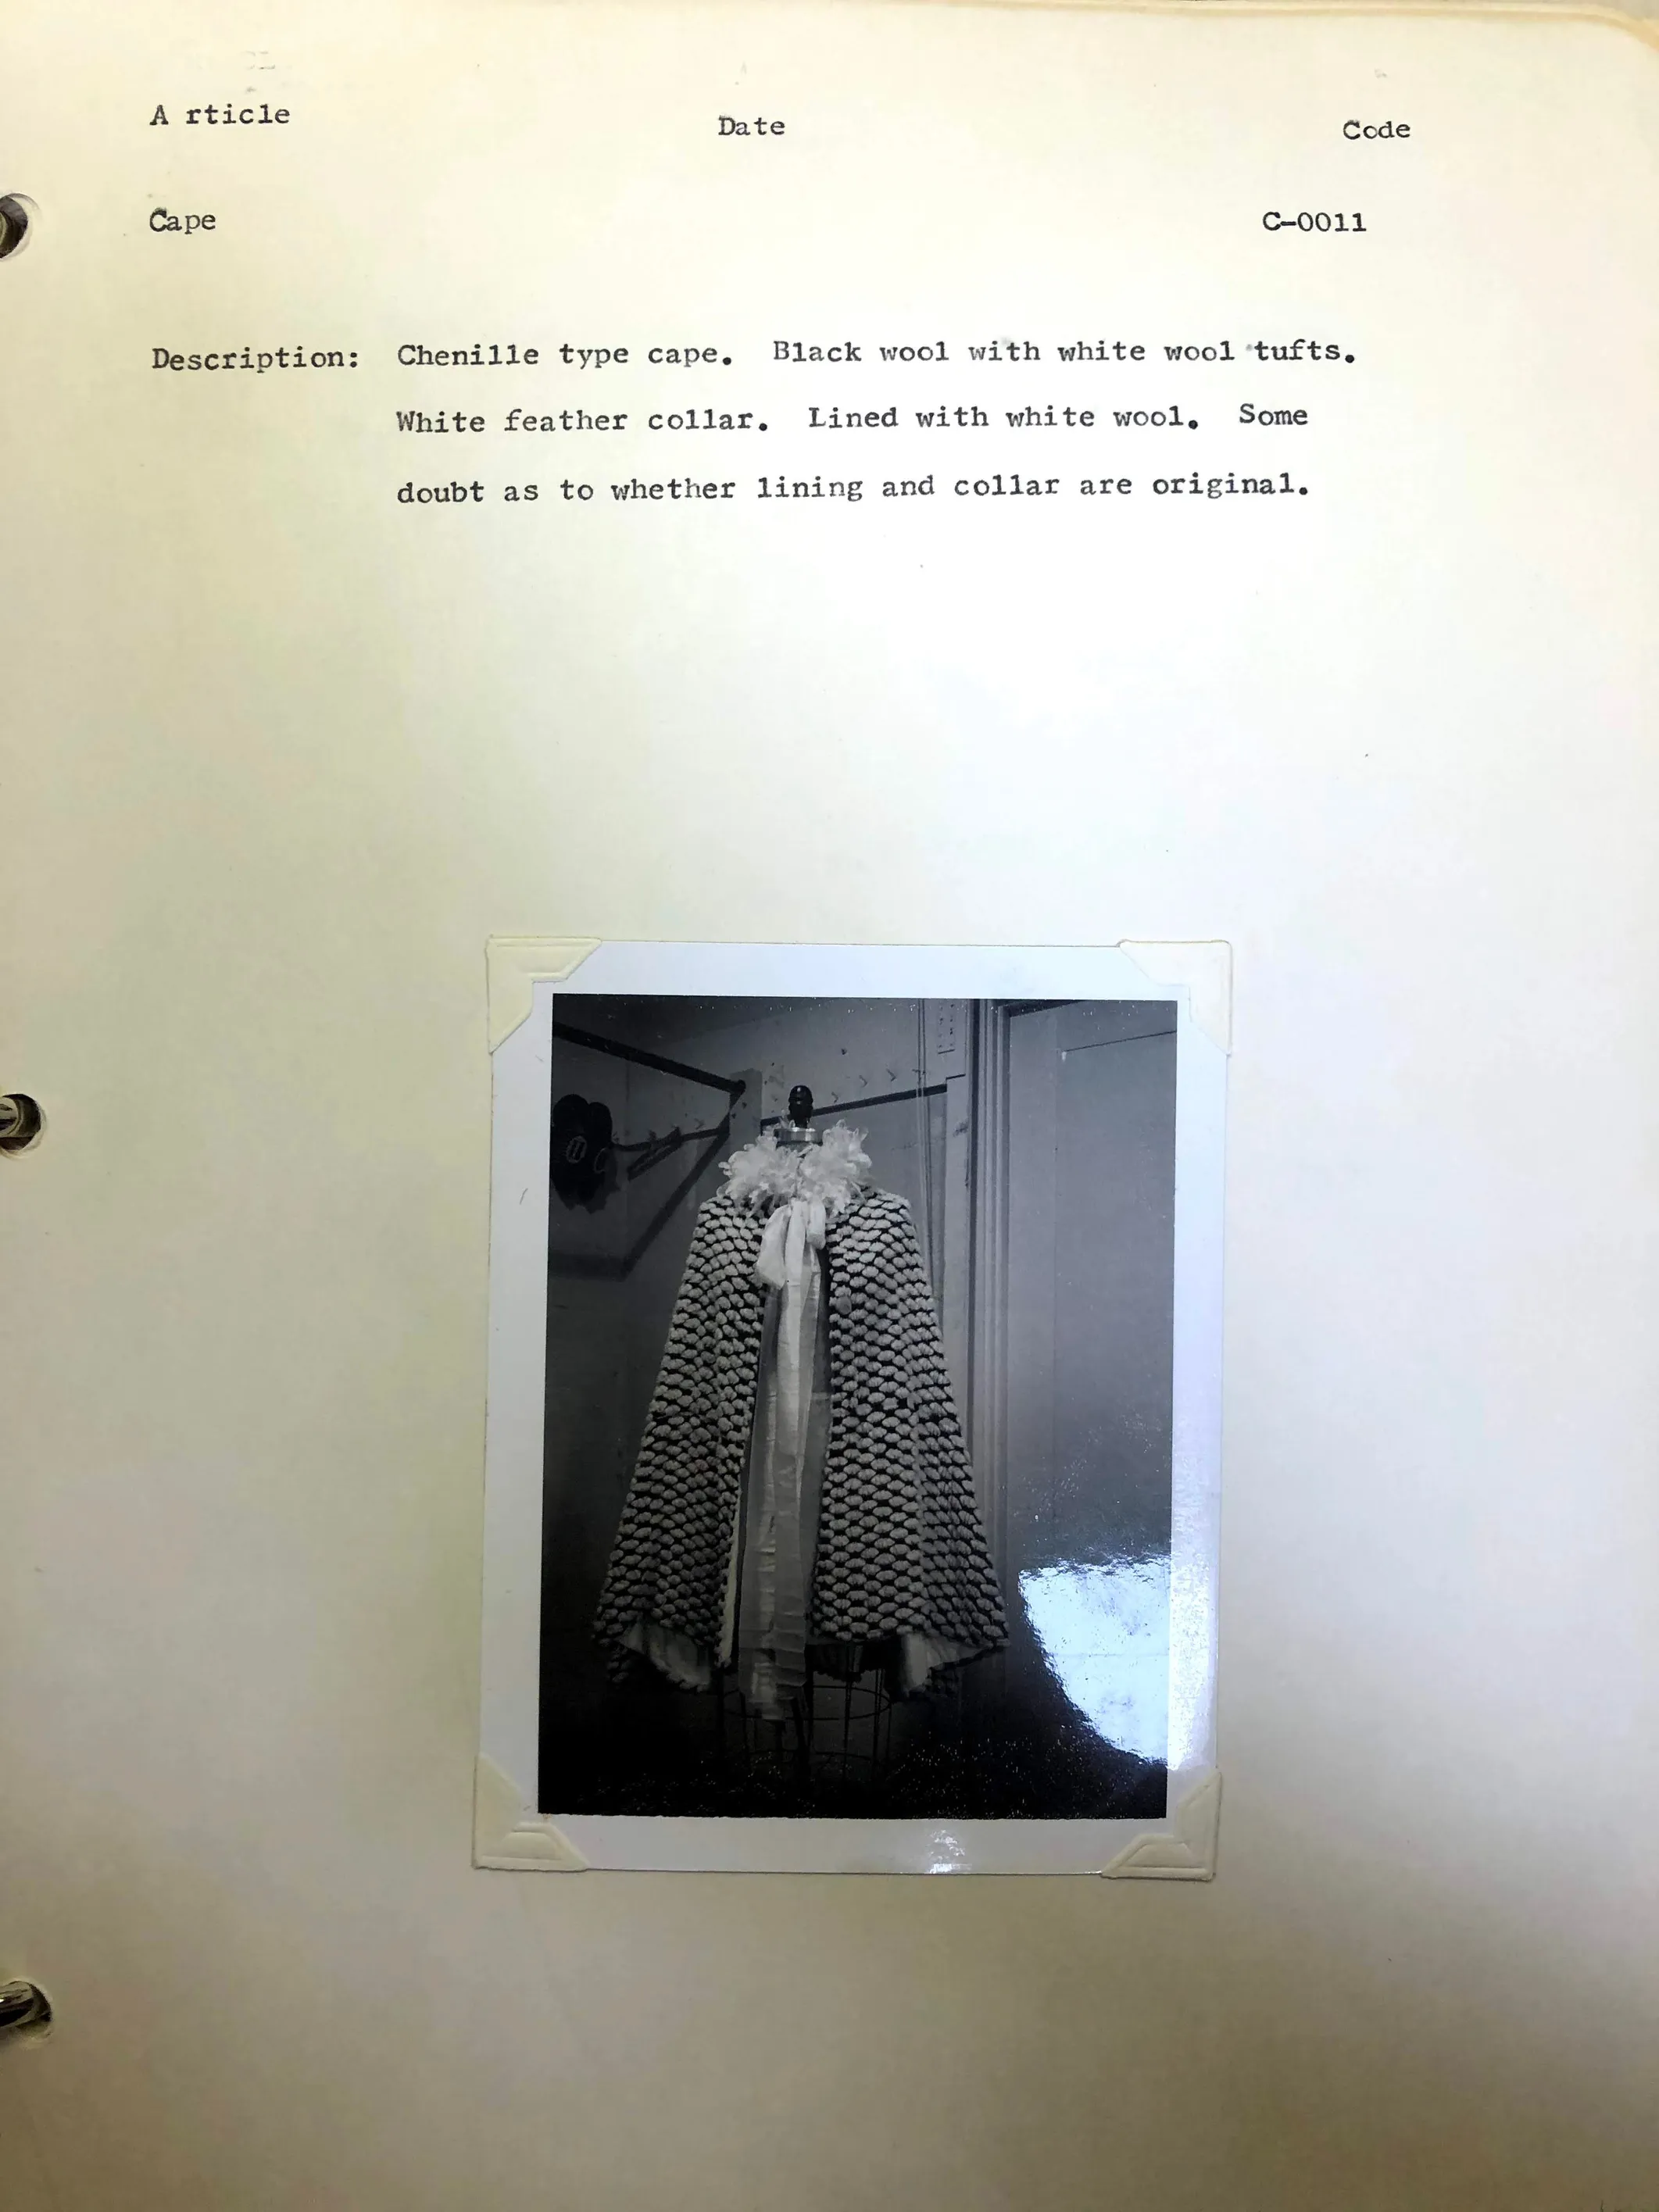 A rticle Date Code
Cape C-0011
Description: Chenille type cape. Black wool with white wool tufts.
White feather collar. Lined with white wool. Some
doubt as to whether lining and collar are original.